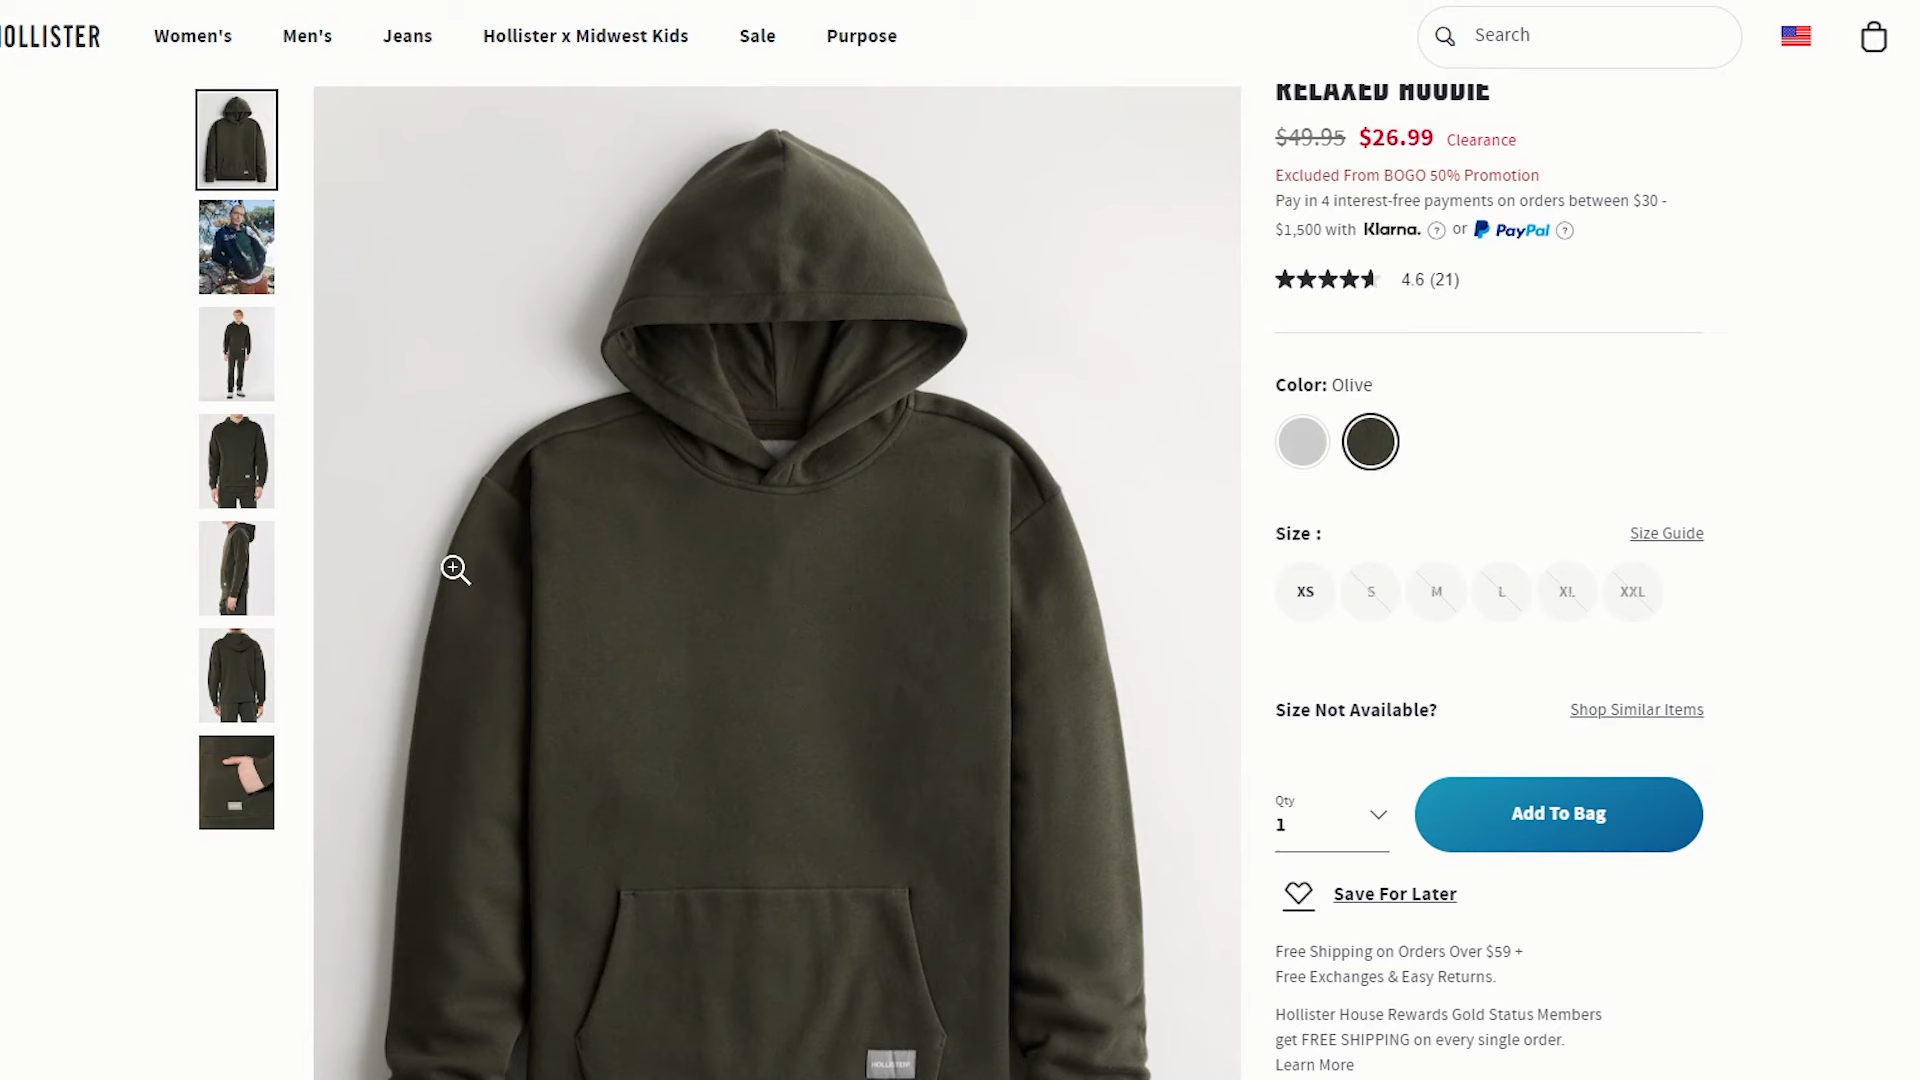 HOLLISTER
Women's
Men's
Jeans
Hollister x Midwest Kids
Sale
Purpose
Search
RELAXED HOODIE
$49.95 $26.99 Clearance
Excluded From BOGO 50% Promotion
Pay in 4 interest-free payments on orders between $30 -
$1,500 with Klarna. ? or PayPal ?
4.6 (21)
Color: Olive
Size :
Size Guide
XS S M L XL XXL
Size Not Available?
Shop Similar Items
Qty
1
Add To Bag
Save For Later
Free Shipping on Orders Over $59 +
Free Exchanges & Easy Returns.
Hollister House Rewards Gold Status Members
get FREE SHIPPING on every single order.
Learn More
HOLLISTER